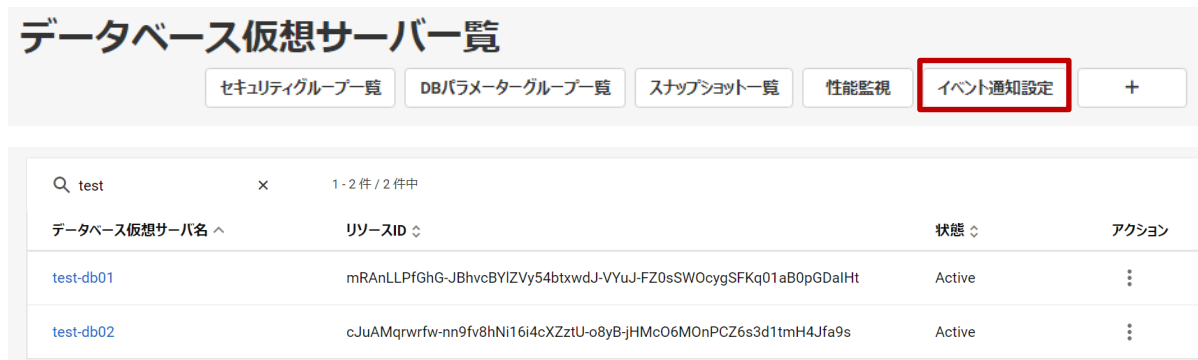 データベース仮想サーバ一覧
セキュリティグループ一覧 DBパラメーターグループ一覧 スナップショット一覧 性能監視 イベント通知設定 +
test × 1 - 2 件 / 2 件中
データベース仮想サーバ名 リソースID 状態 アクション
test-db01 mRAnLLPfGhG-JBhvcBYlZVy54btxwdJ-VYuJ-FZ0sSWOcygSFKq01aB0pGDaIHt Active
test-db02 cJuAMqrwrfw-nn9fv8hNi16i4cXZztU-o8yB-jHMcO6MOnPCZ6s3d1tmH4Jfa9s Active